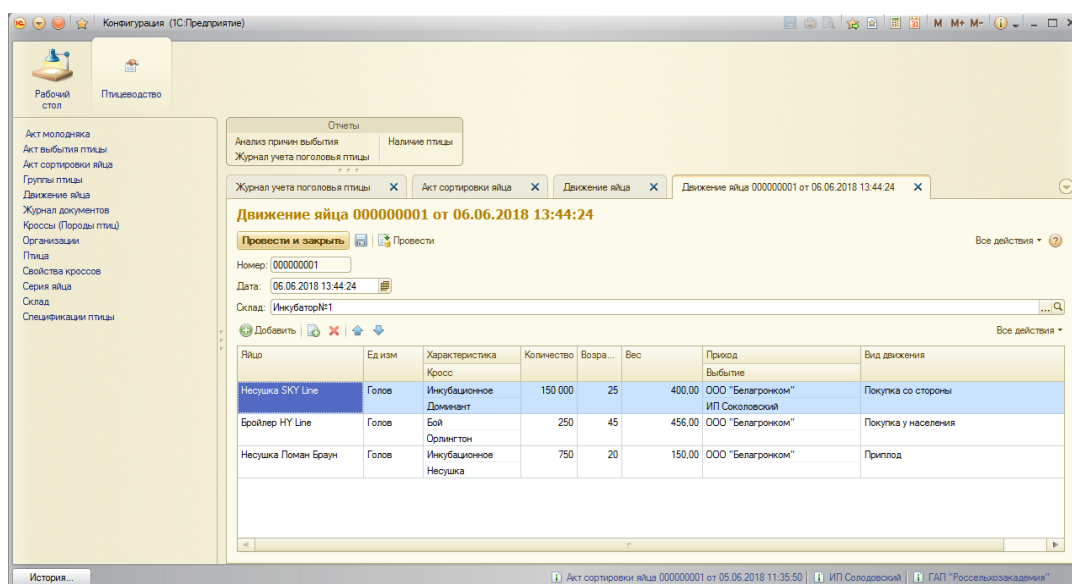 Конфигурация (1С:Предприятие)
M M+ M-
Рабочий стол
Птицеводство
Акт молодняка
Акт выбытия птицы
Акт сортировки яйца
Группы птицы
Движение яйца
Журнал документов
Кроссы (Породы птиц)
Организации
Птица
Свойства кроссов
Серия яйца
Склад
Спецификации птицы
Отчеты
Анализ причин выбытия Наличие птицы
Журнал учета поголовья птицы
Журнал учета поголовья птицы Акт сортировки яйца Движение яйца Движение яйца 000000001 от 06.06.2018 13:44:24
Движение яйца 000000001 от 06.06.2018 13:44:24
Провести и закрыть Провести Все действия
Номер: 000000001
Дата: 06.06.2018 13:44:24
Склад: Инкубатор№1
Добавить Все действия
Яйцо Ед изм Характеристика Количество Возра... Вес Приход Вид движения
Кросс Выбытие
Несушка SKY Line Голов Инкубационное 150 000 25 400,00 ООО "Белагронком" Покупка со стороны
Доминант ИП Соколовский
Бройлер HY Line Голов Бой 250 45 456,00 ООО "Белагронком" Покупка у населения
Орлингтон
Несушка Ломан Браун Голов Инкубационное 750 20 150,00 ООО "Белагронком" Приплод
Несушка
История...
Акт сортировки яйца 000000001 от 05.06.2018 11:35:50 ИП Солодовский ГАП "Россельхозакадемия"